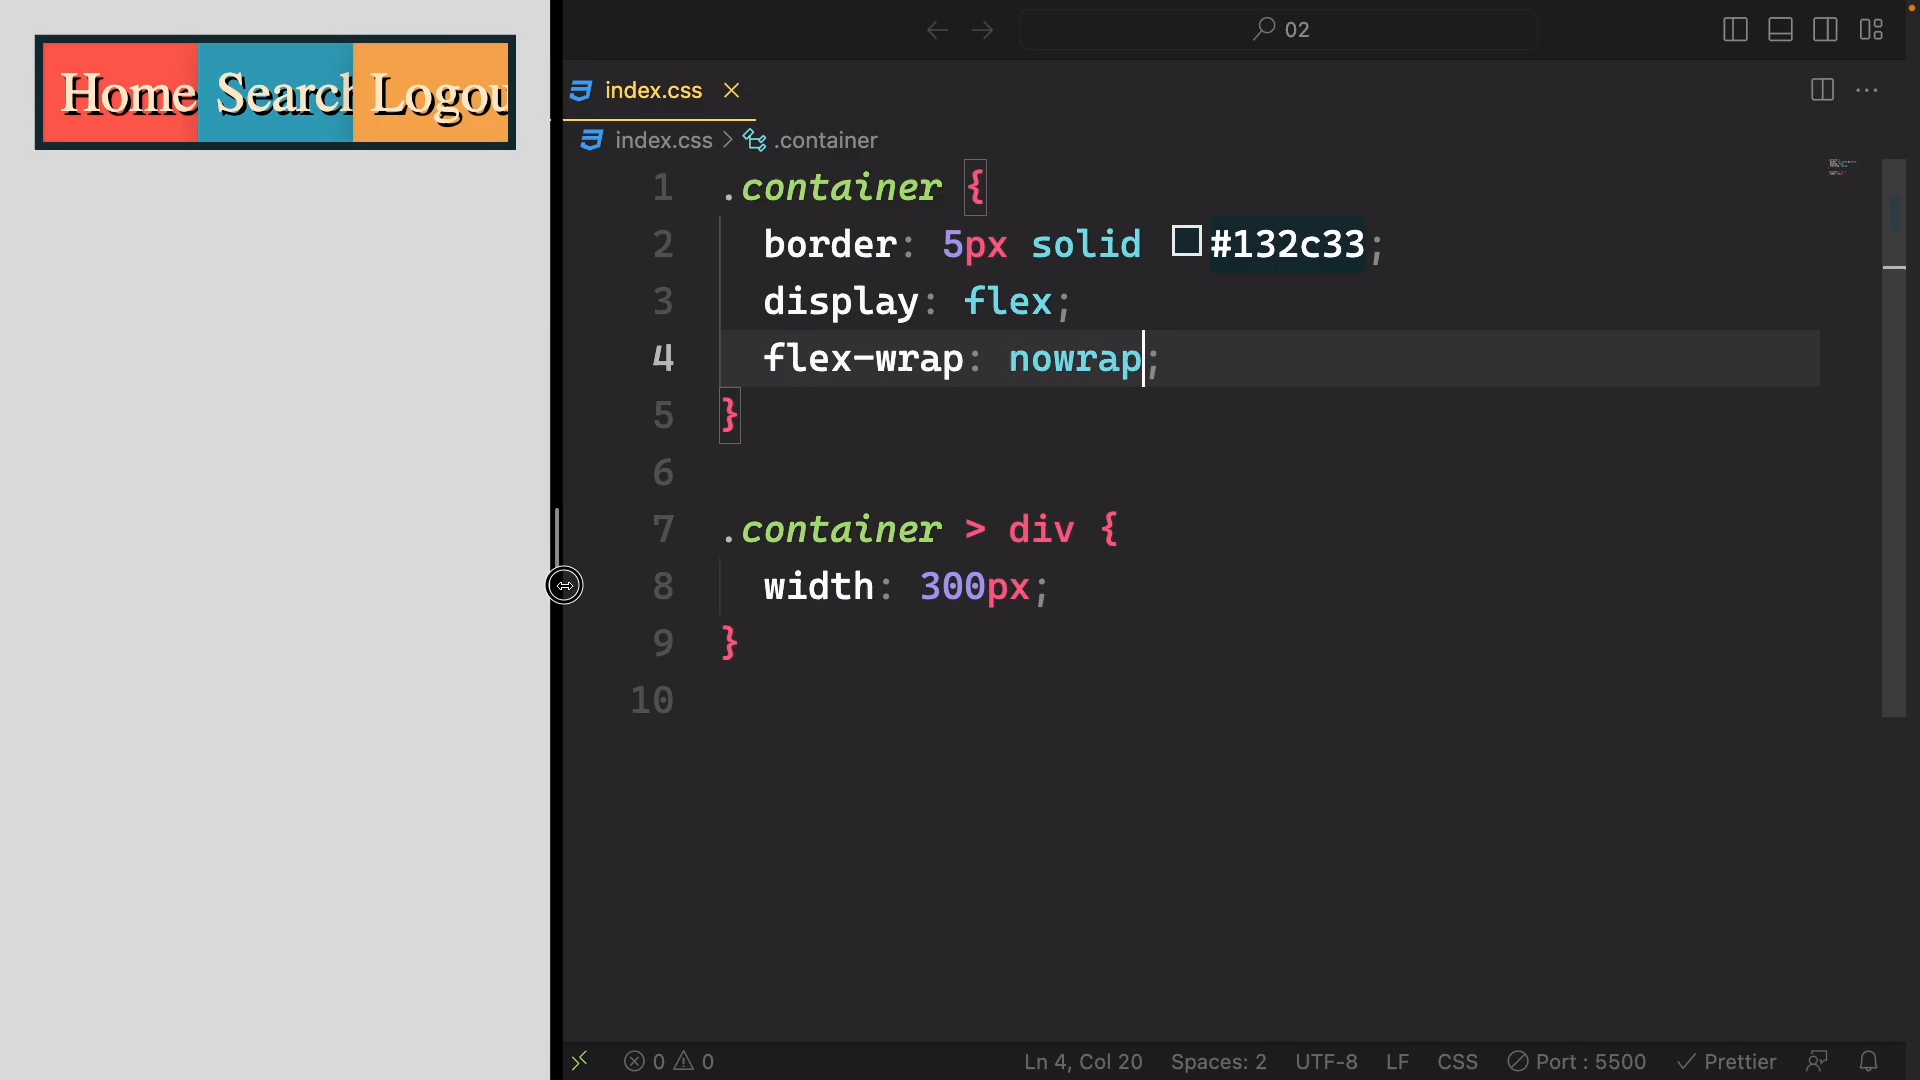 Home Search Logou
02
index.css
index.css > .container
1 .container {
2 border: 5px solid #132c33;
3 display: flex;
4 flex-wrap: nowrap;
5 }
6
7 .container > div {
8 width: 300px;
9 }
10
0 0 Ln 4, Col 20 Spaces: 2 UTF-8 LF CSS Port : 5500 Prettier